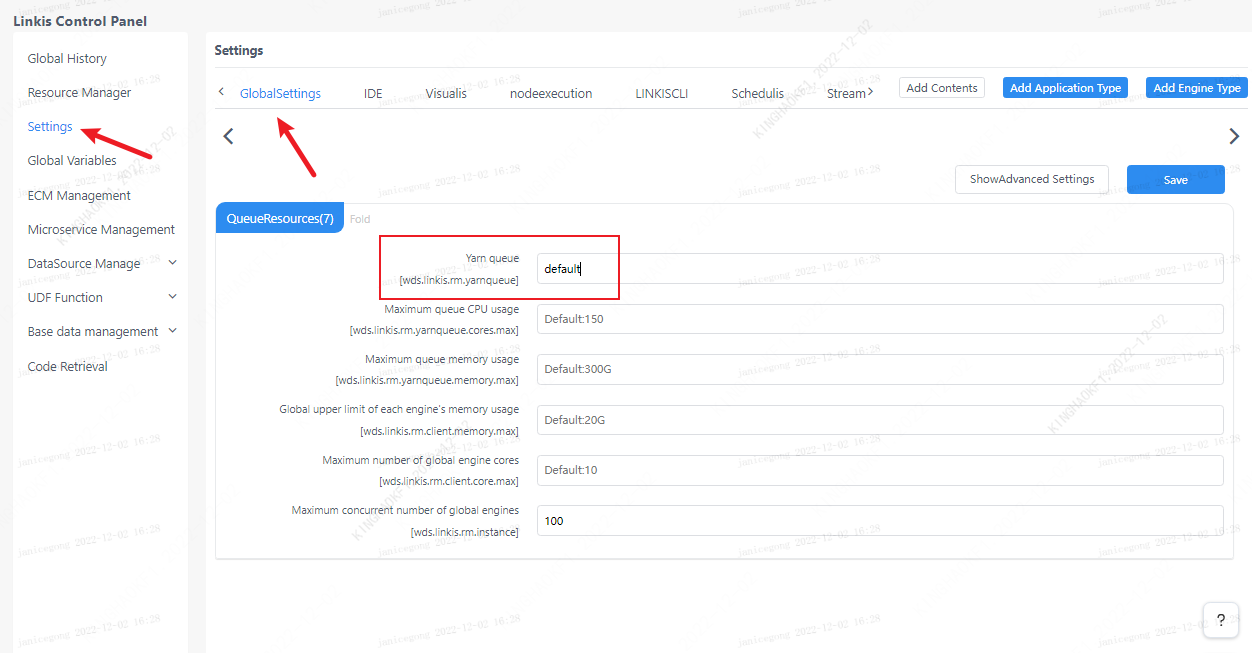 Linkis Control Panel
Global History
Resource Manager
Settings
Global Variables
ECM Management
Microservice Management
DataSource Manage
UDF Function
Base data management
Code Retrieval
Settings
GlobalSettings IDE Visualis nodeexecution LINKISCLI Schedulis Stream
Add Contents Add Application Type Add Engine Type
ShowAdvanced Settings Save
QueueResources(7) Fold
Yarn queue
[wds.linkis.rm.yarnqueue]
default
Maximum queue CPU usage
[wds.linkis.rm.yarnqueue.cores.max]
Default:150
Maximum queue memory usage
[wds.linkis.rm.yarnqueue.memory.max]
Default:300G
Global upper limit of each engine's memory usage
[wds.linkis.rm.client.memory.max]
Default:20G
Maximum number of global engine cores
[wds.linkis.rm.client.core.max]
Default:10
Maximum concurrent number of global engines
[wds.linkis.rm.instance]
100
?